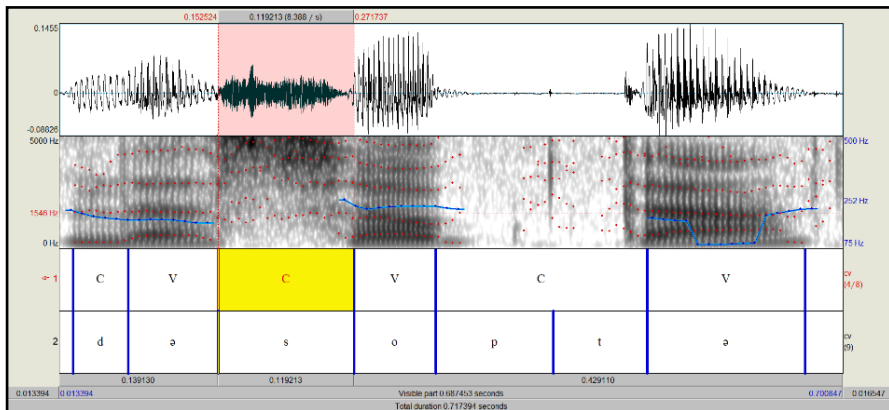 0.152524 0.119213 (8.388 / s) 0.271737
0.1455
0
-0.08826
5000 Hz 500 Hz
1546 Hz 252 Hz
0 Hz 75 Hz
1 C V C V C V cv (4/8)
2 d ə s o p t ə cv (9)
0.139130 0.119213 0.429110
0.013394 0.013394 Visible part 0.687453 seconds 0.700847 0.016547
Total duration 0.717394 seconds